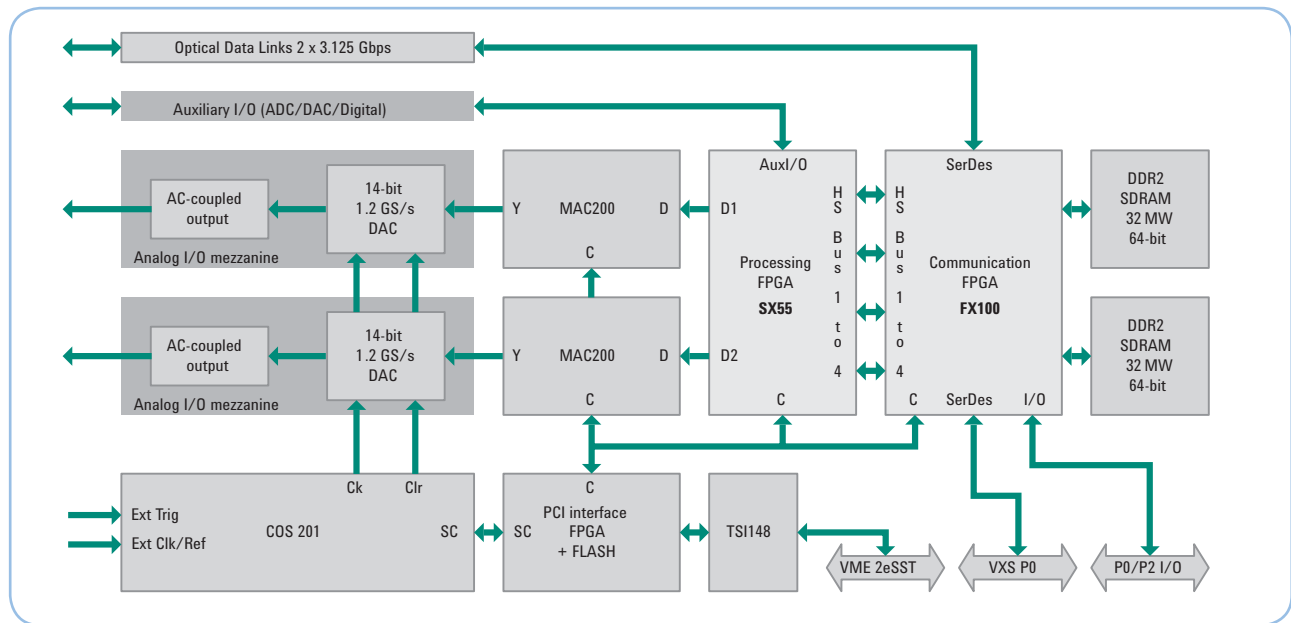 Optical Data Links 2 x 3.125 Gbps
Auxiliary I/O (ADC/DAC/Digital)
AC-coupled
output
14-bit
1.2 GS/s
DAC
Analog I/O mezzanine
Y
MAC200
D
C
AuxI/O
D1
Processing
FPGA
SX55
D2
C
HS Bus 1 to 4
SerDes
HS Bus 1 to 4
Communication
FPGA
FX100
C
SerDes
I/O
DDR2
SDRAM
32 MW
64-bit
AC-coupled
output
14-bit
1.2 GS/s
DAC
Analog I/O mezzanine
Y
MAC200
D
C
DDR2
SDRAM
32 MW
64-bit
Ck
Clr
Ext Trig
Ext Clk/Ref
COS 201
SC
C
SC
PCI interface
FPGA
+ FLASH
TSI148
VME 2eSST
VXS P0
P0/P2 I/O